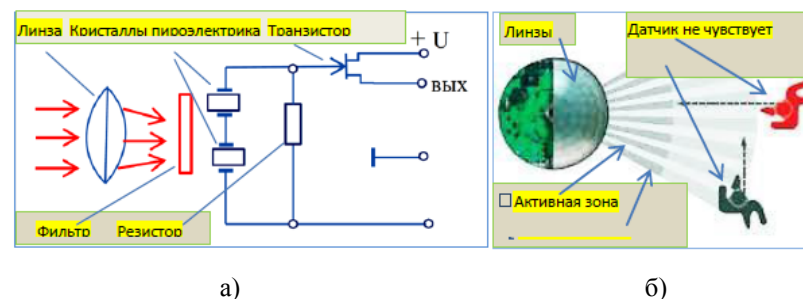 Линза Кристаллы пироэлектрика Транзистор
+ U
вых
Фильтр Резистор
Линзы
Датчик не чувствует
Активная зона
а) б)